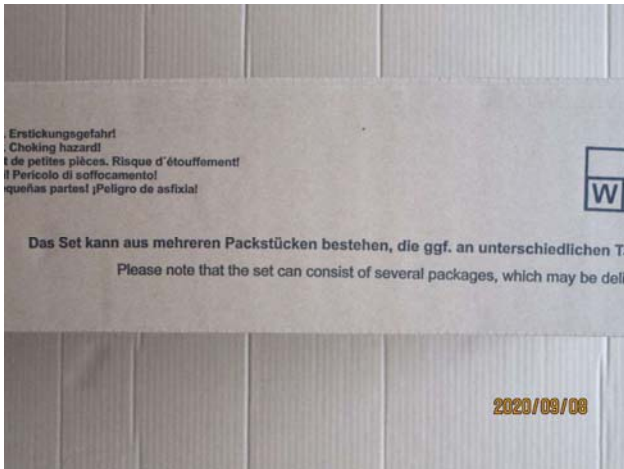 . Erstickungsgefahr!
. Choking hazard!
t de petites pièces. Risque d´étouffement!
! Pericolo di soffocamento!
queñas partes! ¡Peligro de asfixia!
W
Das Set kann aus mehreren Packstücken bestehen, die ggf. an unterschiedlichen T
Please note that the set can consist of several packages, which may be deli
2020/09/08